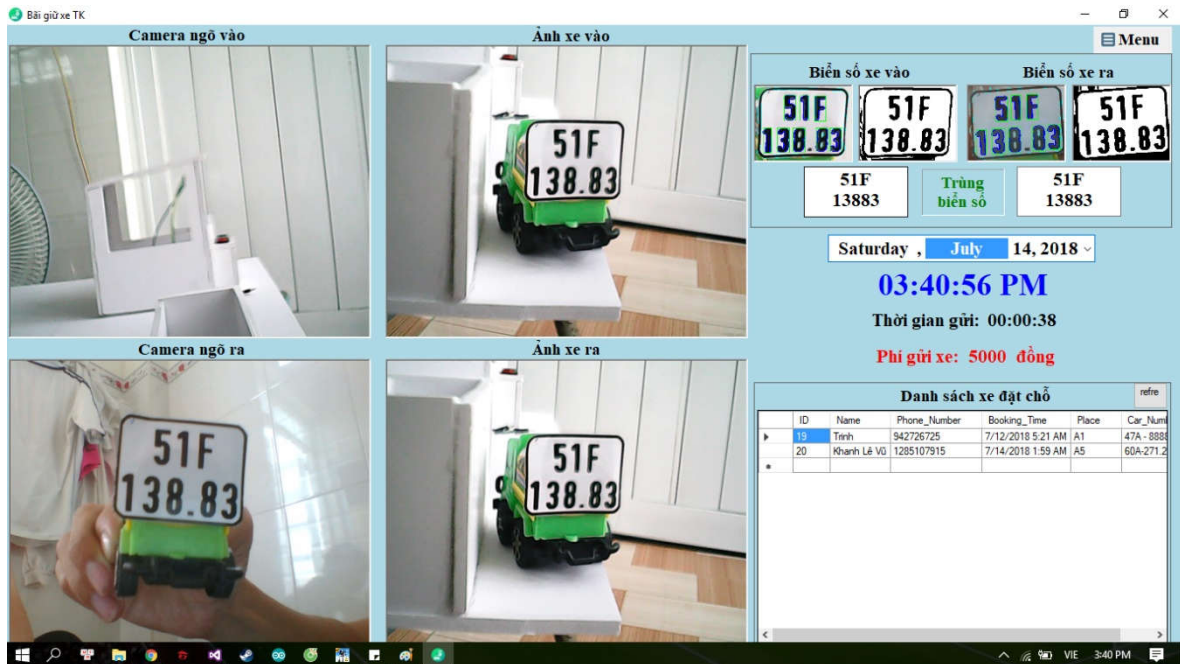 Bãi giữ xe TK
Camera ngõ vào
Ảnh xe vào
Menu
51F
138.83
Biển số xe vào
Biển số xe ra
51F
138.83
51F
138.83
51F
138.83
51F
138.83
51F
13883
Trùng
biển số
51F
13883
Saturday , July 14, 2018
03:40:56 PM
Thời gian gửi: 00:00:38
Phí gửi xe: 5000 đồng
Camera ngõ ra
Ảnh xe ra
51F
138.83
51F
138.83
Danh sách xe đặt chỗ
refre
ID Name Phone_Number Booking_Time Place Car_Numl
19 Trinh 942726725 7/12/2018 5:21 AM A1 47A - 8888
20 Khanh Lê Vũ 1285107915 7/14/2018 1:59 AM A5 60A-271.2
VIE 3:40 PM